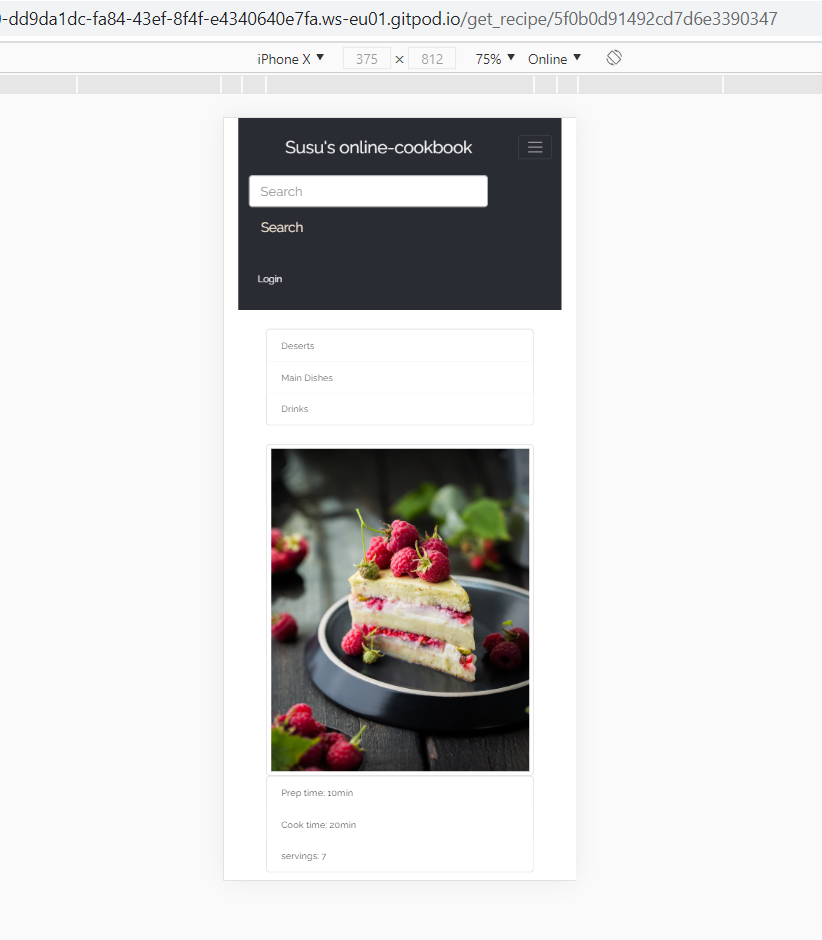 -dd9da1dc-fa84-43ef-8f4f-e4340640e7fa.ws-eu01.gitpod.io/get_recipe/5f0b0d91492cd7d6e3390347
iPhone X ▼ 375 × 812 75% ▼ Online ▼
Susu's online-cookbook
Search
Search
Login
Deserts
Main Dishes
Drinks
Prep time: 10min
Cook time: 20min
servings: 7